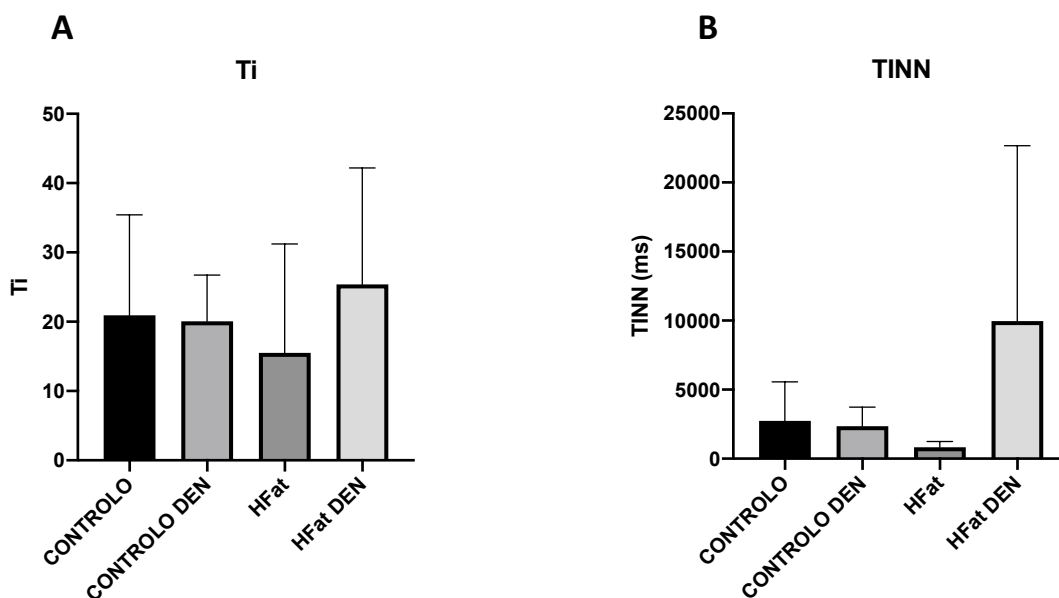 A
Ti
50
40
30
20
10
0
Ti
CONTROLO
CONTROLO DEN
HFat
HFat DEN
B
TINN
25000
20000
15000
10000
5000
0
TINN (ms)
CONTROLO
CONTROLO DEN
HFat
HFat DEN